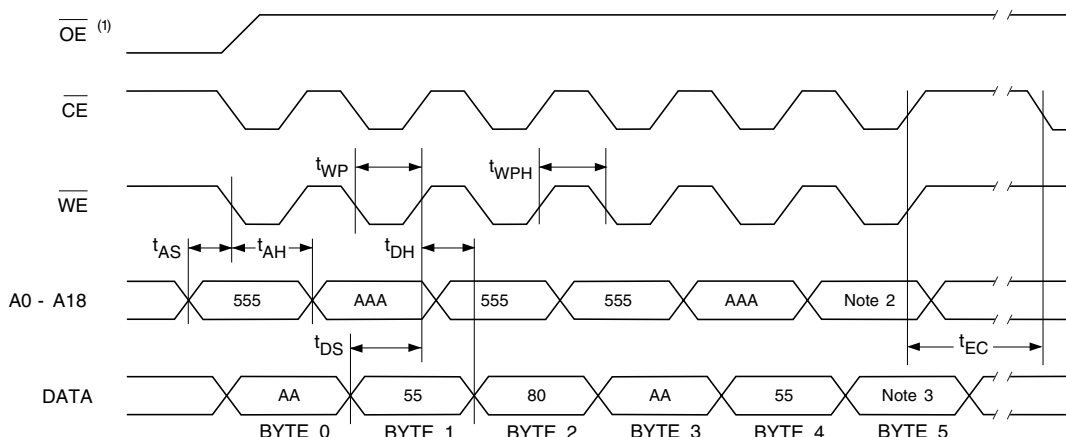 OE (1)
CE
tWP
tWPH
WE
tAS
tAH
tDH
A0 - A18
555
AAA
555
555
AAA
Note 2
tDS
tEC
DATA
AA
55
80
AA
55
Note 3
BYTE 0
BYTE 1
BYTE 2
BYTE 3
BYTE 4
BYTE 5